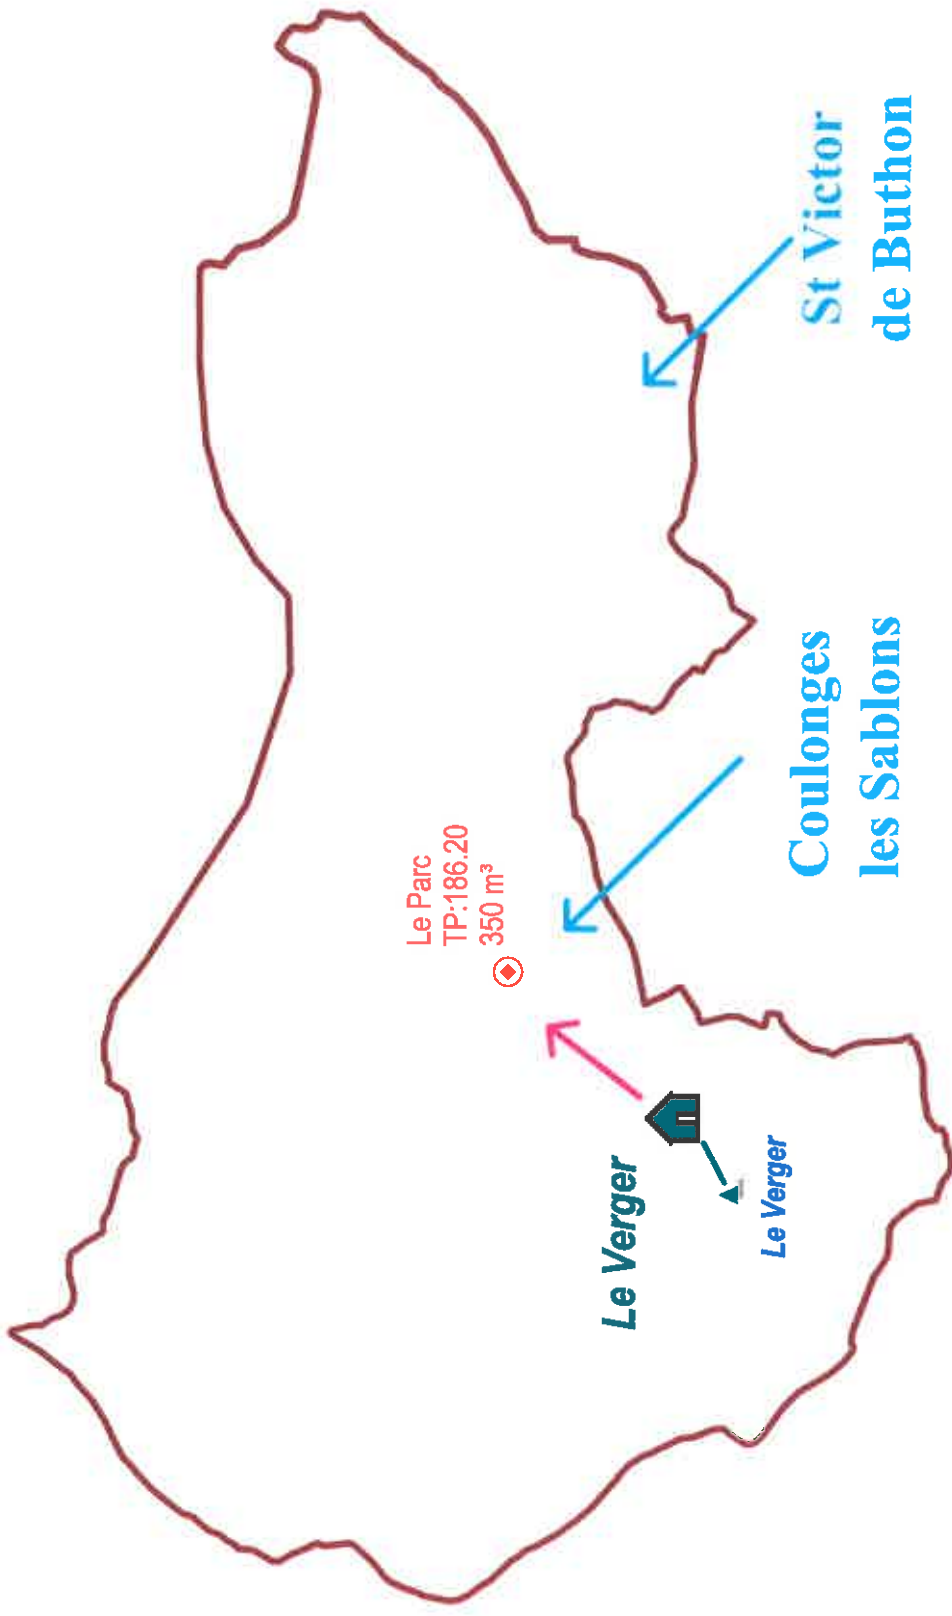 Le Parc
TP:186.20
350 m³
Le Verger
Le Verger
Coulonges
les Sablons
St Victor
de Buthon